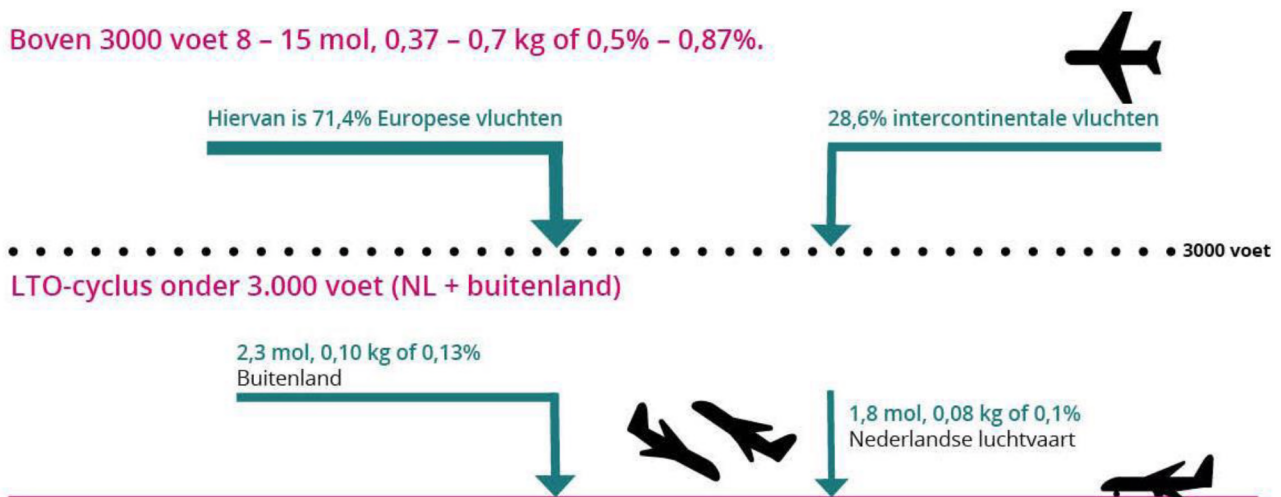 Boven 3000 voet 8 – 15 mol, 0,37 – 0,7 kg of 0,5% – 0,87%.
Hiervan is 71,4% Europese vluchten
28,6% intercontinentale vluchten
3000 voet
LTO-cyclus onder 3.000 voet (NL + buitenland)
2,3 mol, 0,10 kg of 0,13%
Buitenland
1,8 mol, 0,08 kg of 0,1%
Nederlandse luchtvaart